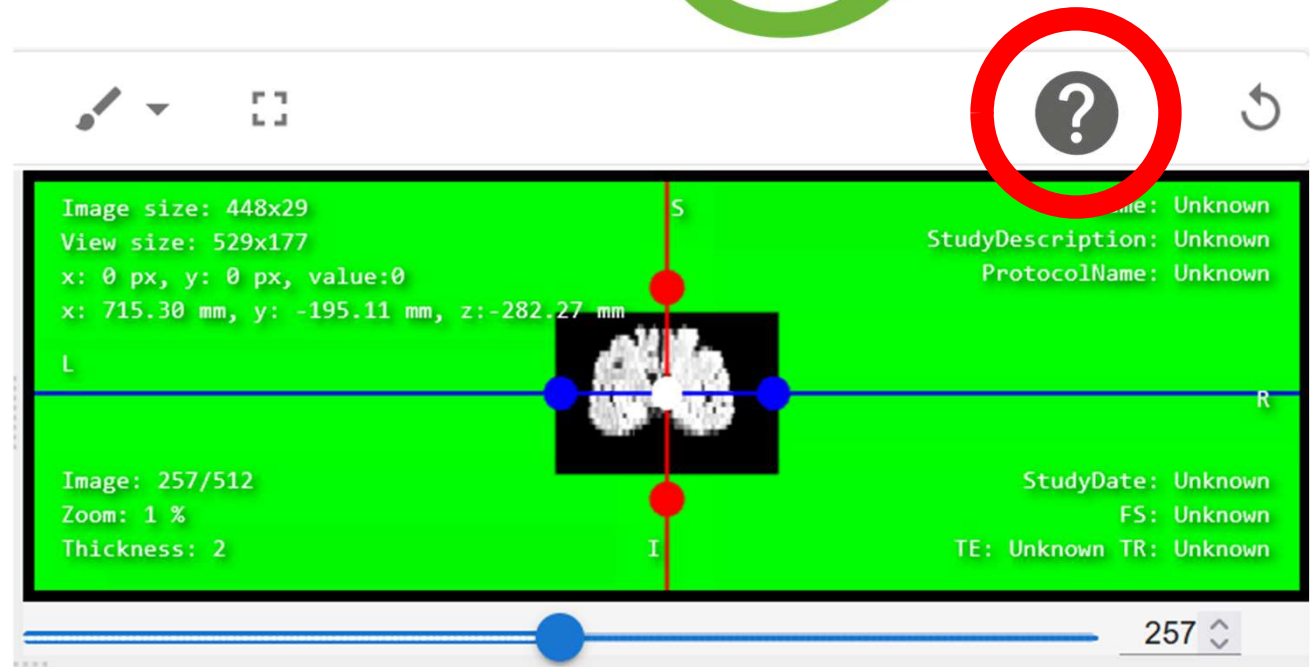 ?
Image size: 448x29
View size: 529x177
x: 0 px, y: 0 px, value:0
x: 715.30 mm, y: -195.11 mm, z:-282.27 mm
S
me: Unknown
StudyDescription: Unknown
ProtocolName: Unknown
L
R
Image: 257/512
Zoom: 1 %
Thickness: 2
I
StudyDate: Unknown
FS: Unknown
TE: Unknown TR: Unknown
257